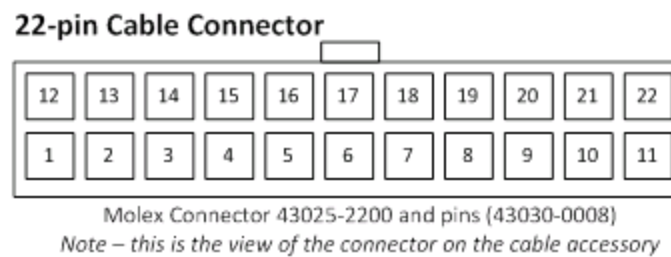 22-pin Cable Connector
12 13 14 15 16 17 18 19 20 21 22
1 2 3 4 5 6 7 8 9 10 11
Molex Connector 43025-2200 and pins (43030-0008)
Note – this is the view of the connector on the cable accessory